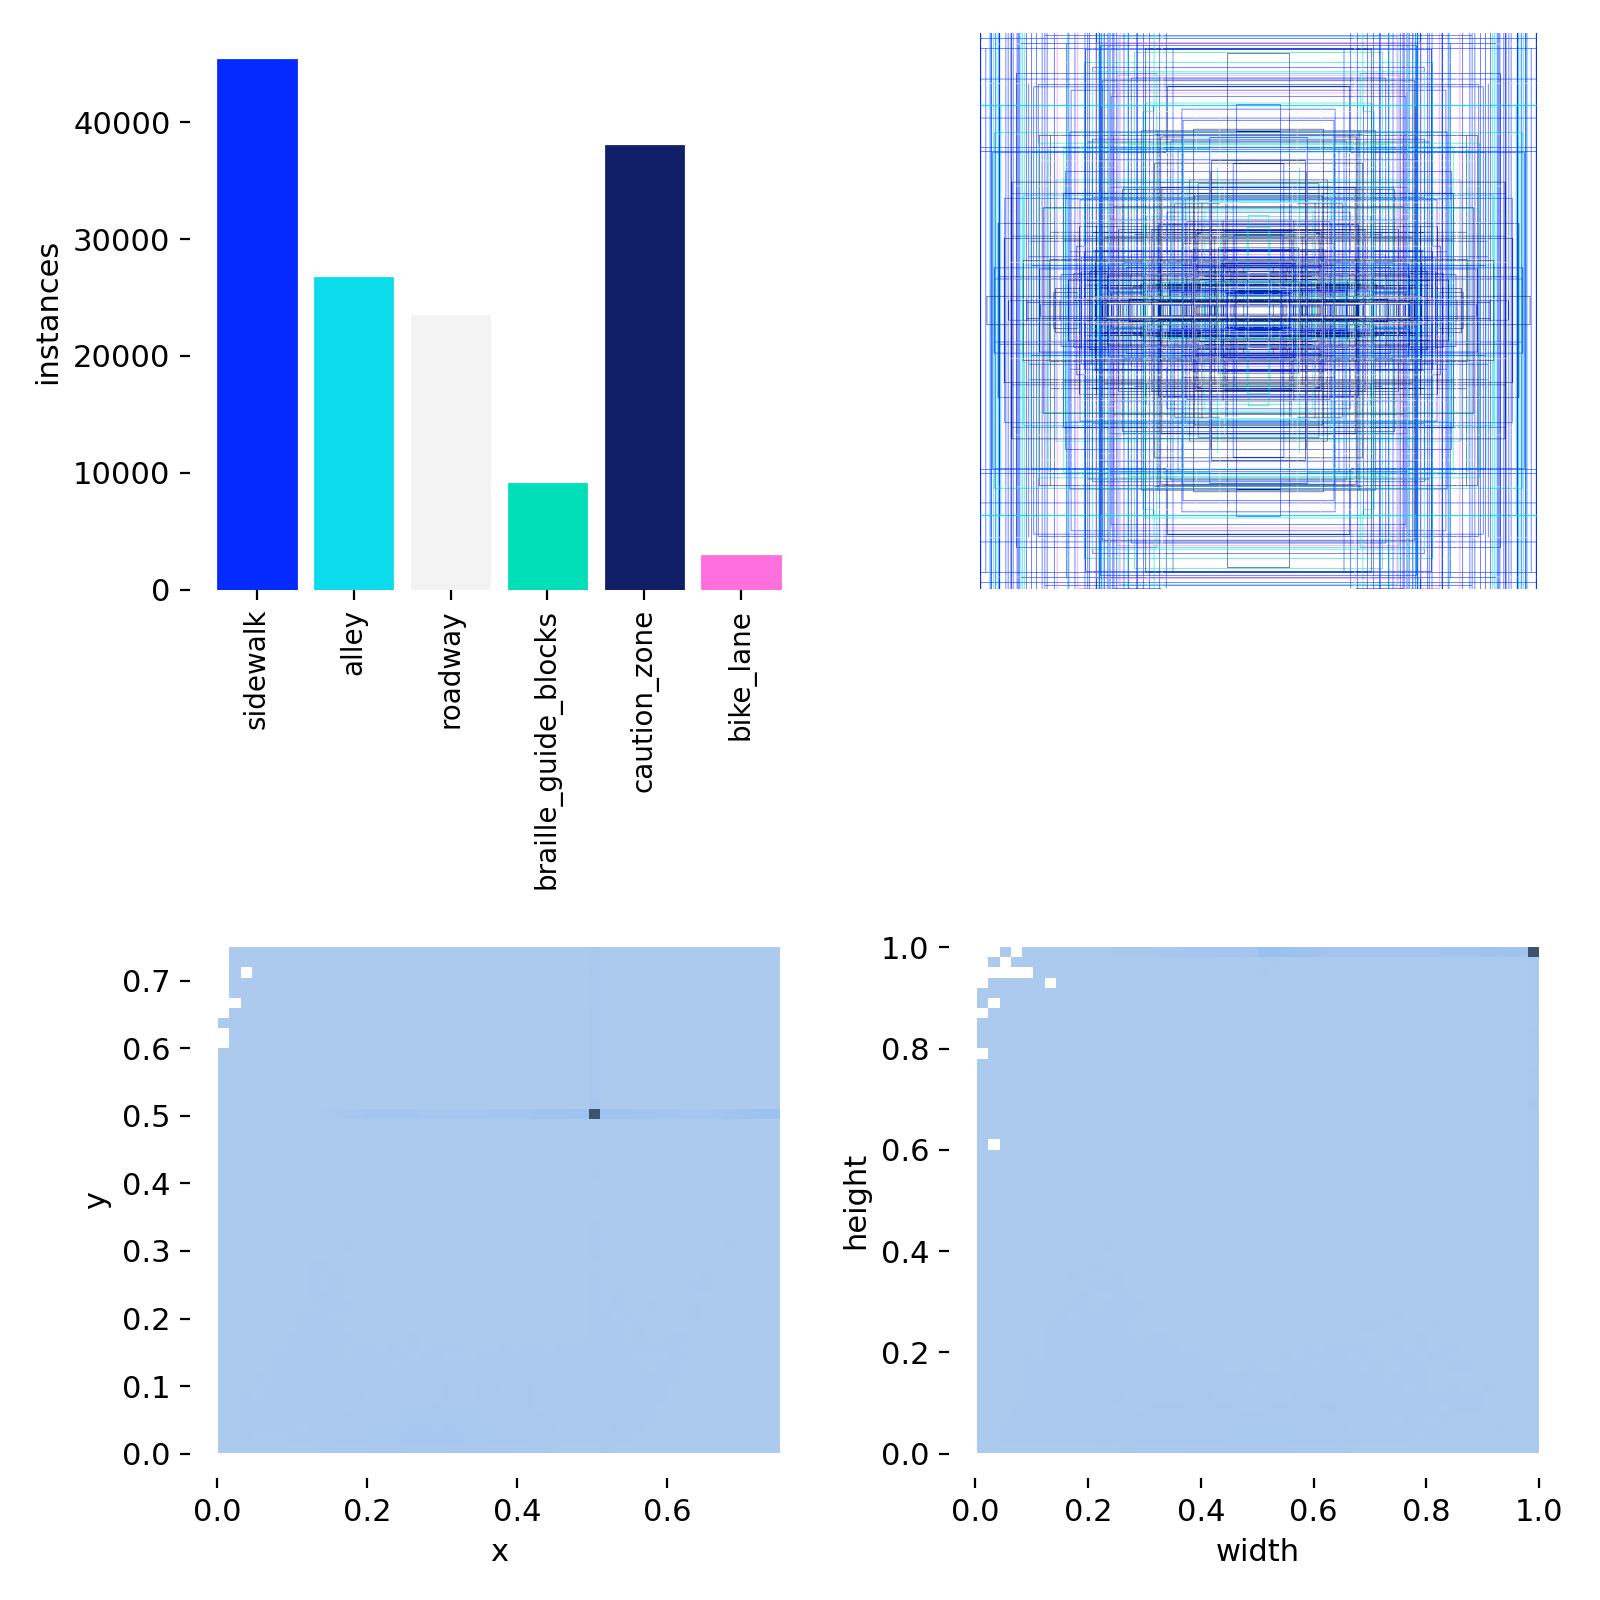 instances
40000
30000
20000
10000
0
sidewalk
alley
roadway
braille_guide_blocks
caution_zone
bike_lane
y
0.7
0.6
0.5
0.4
0.3
0.2
0.1
0.0
0.0 0.2 0.4 0.6
x
height
1.0
0.8
0.6
0.4
0.2
0.0
0.0 0.2 0.4 0.6 0.8 1.0
width